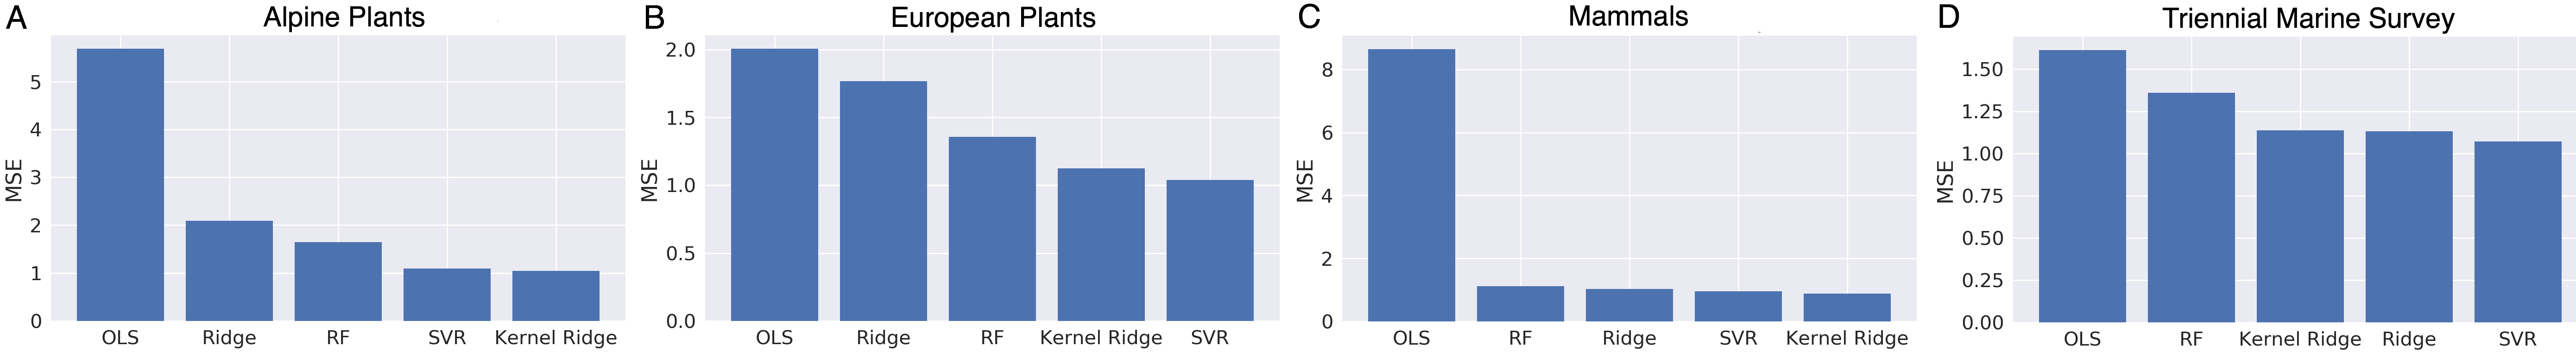 A Alpine Plants
MSE
5
4
3
2
1
0
OLS Ridge RF SVR Kernel Ridge
B European Plants
MSE
2.0
1.5
1.0
0.5
0.0
OLS Ridge RF Kernel Ridge SVR
C Mammals
MSE
8
6
4
2
0
OLS RF Ridge SVR Kernel Ridge
D Triennial Marine Survey
MSE
1.50
1.25
1.00
0.75
0.50
0.25
0.00
OLS RF Kernel Ridge Ridge SVR